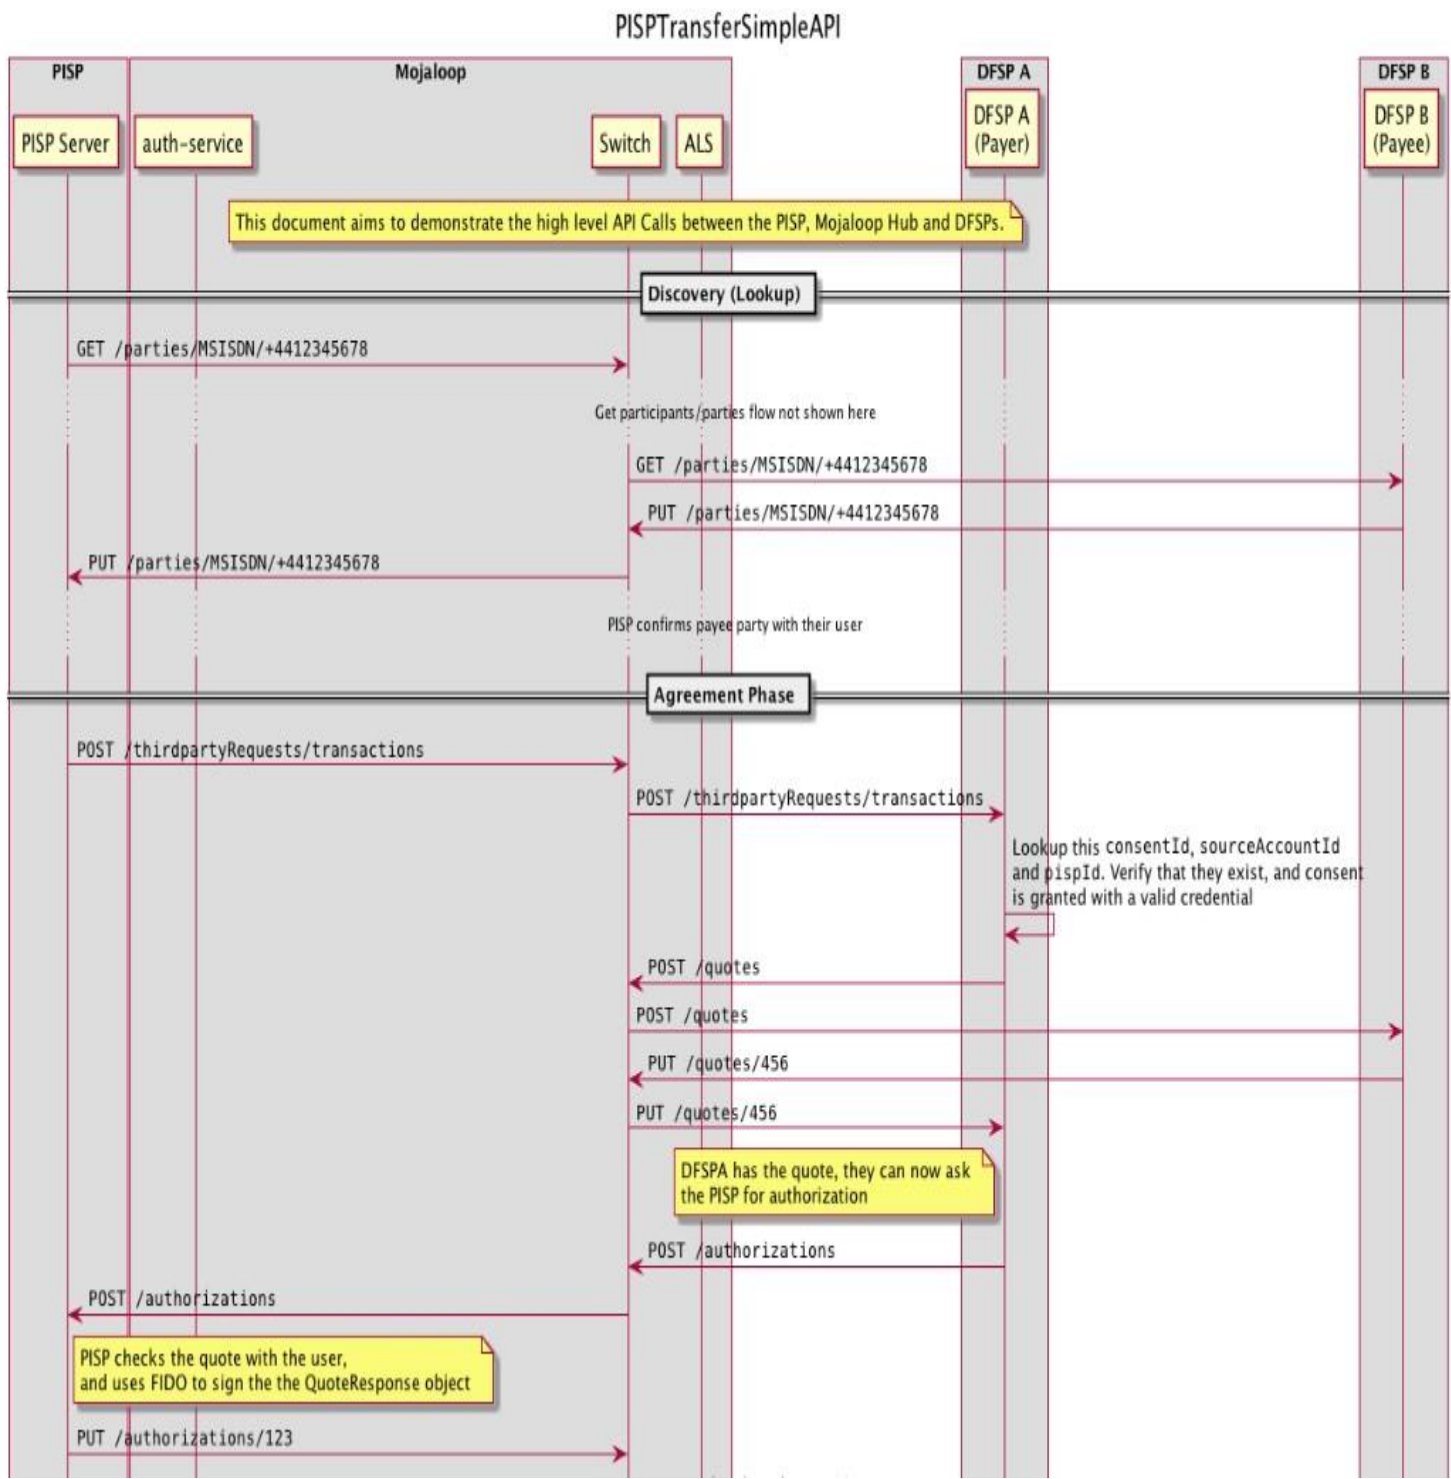 PISPTransferSimpleAPI
PISP
Mojaloop
DFSP A
DFSP B
PISP Server
auth-service
Switch
ALS
DFSP A
(Payer)
DFSP B
(Payee)
This document aims to demonstrate the high level API Calls between the PISP, Mojaloop Hub and DFSPs.
Discovery (Lookup)
GET /parties/MSISDN/+4412345678
Get participants/parties flow not shown here
GET /parties/MSISDN/+4412345678
PUT /parties/MSISDN/+4412345678
PUT /parties/MSISDN/+4412345678
PISP confirms payee party with their user
Agreement Phase
POST /thirdpartyRequests/transactions
POST /thirdpartyRequests/transactions
Lookup this consentId, sourceAccountId
and pispId. Verify that they exist, and consent
is granted with a valid credential
POST /quotes
POST /quotes
PUT /quotes/456
PUT /quotes/456
DFSPA has the quote, they can now ask
the PISP for authorization
POST /authorizations
POST /authorizations
PISP checks the quote with the user,
and uses FIDO to sign the the QuoteResponse object
PUT /authorizations/123